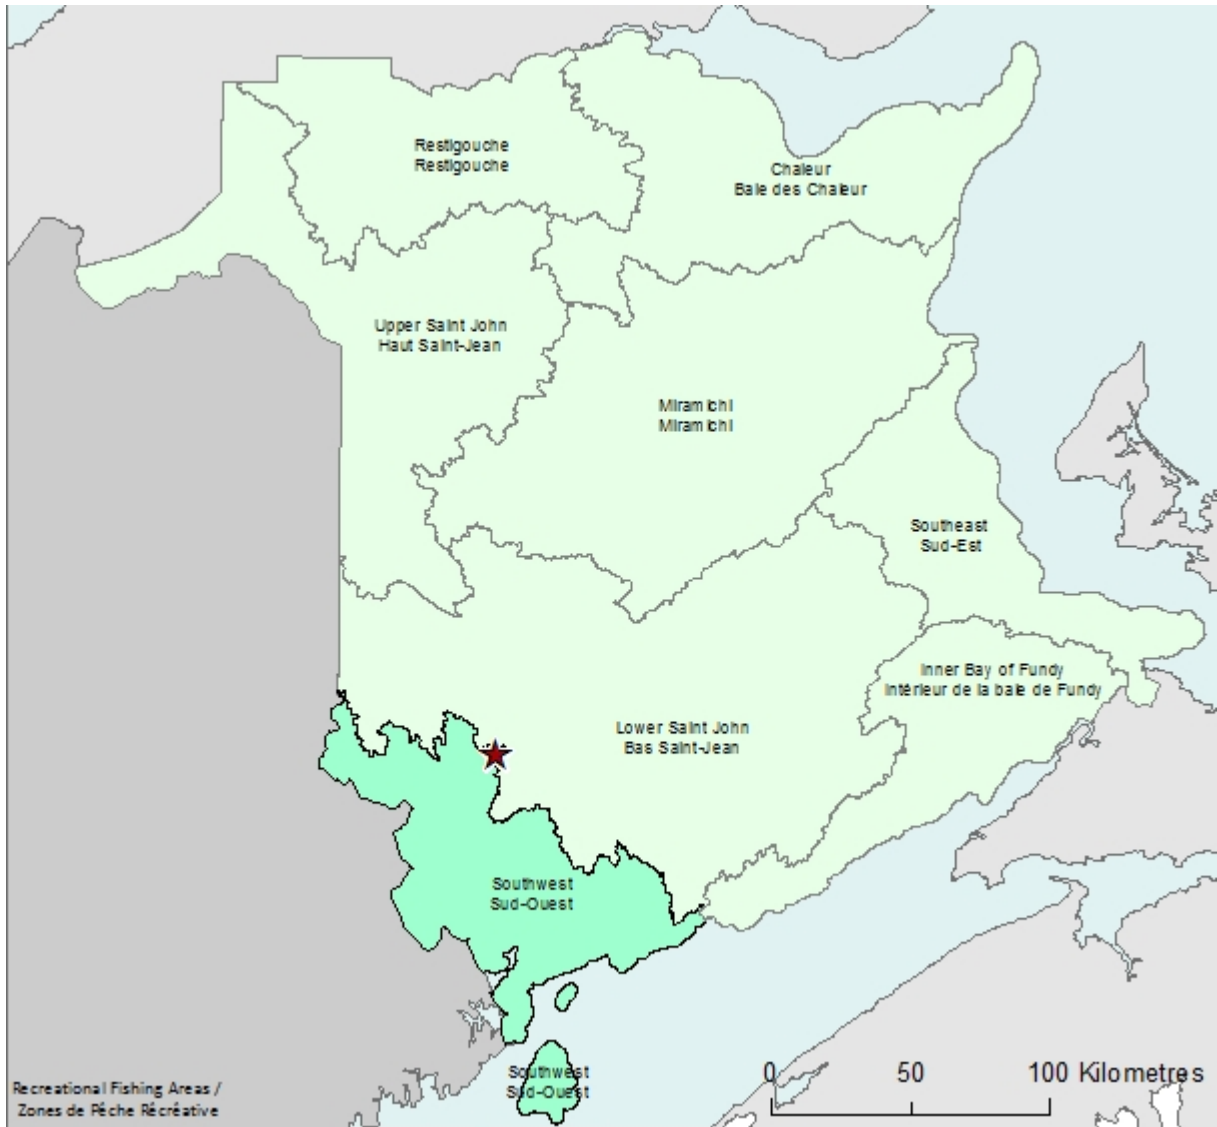 Restigouche
Restigouche
Chaleur
Baie des Chaleur
Upper Saint John
Haut Saint-Jean
Miramichi
Miramichi
Southeast
Sud-Est
Inner Bay of Fundy
Intérieur de la baie de Fundy
Lower Saint John
Bas Saint-Jean
Southwest
Sud-Ouest
Southwest
Sud-Ouest
0 50 100 Kilometres
Recreational Fishing Areas /
Zones de Pêche Récréative